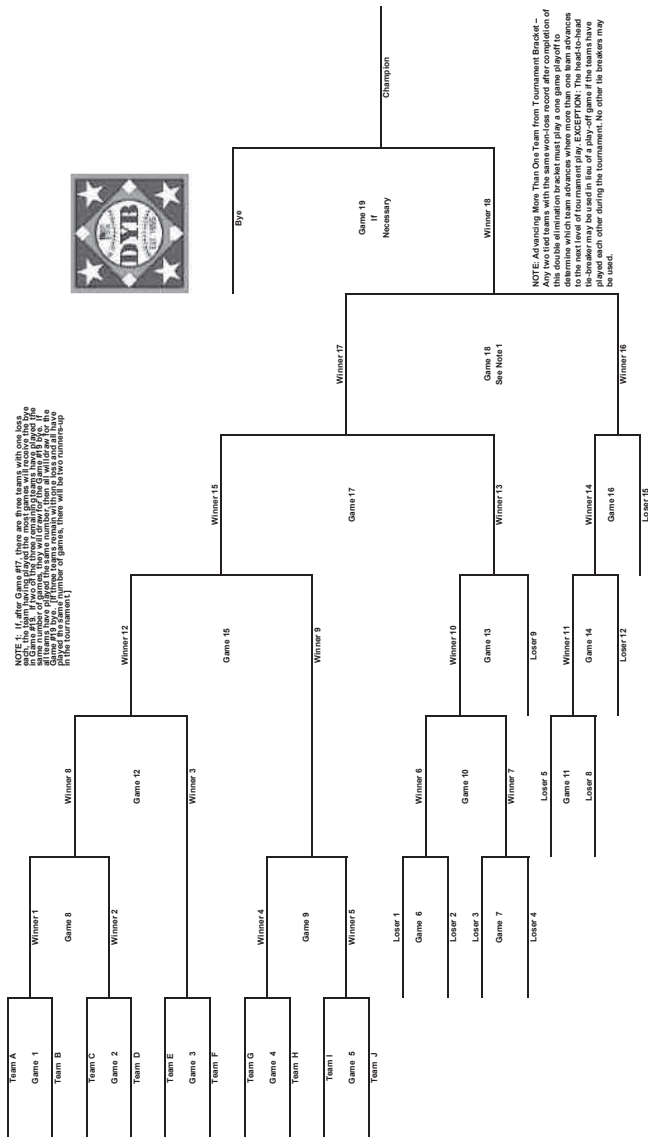 NOTE 1: If, after Game #17, there are three teams with one loss
each, the team having played the most games will receive the bye
in Game #19. If two of the three remaining teams have played the
same number of games, they will draw for the Game #19 bye. If
all teams have played the same number, then all will draw for the
Game #19 bye. [If three teams remain with one loss and all have
played the same number of games, there will be two runners-up
in the tournament.]
DYB
Team A
Game 1
Team B
Team C
Game 2
Team D
Team E
Game 3
Team F
Team G
Game 4
Team H
Team I
Game 5
Team J
Winner 1
Game 8
Winner 2
Winner 4
Game 9
Winner 5
Loser 1
Game 6
Loser 2
Loser 3
Game 7
Loser 4
Winner 8
Game 12
Winner 3
Winner 6
Game 10
Winner 7
Loser 5
Game 11
Loser 8
Winner 12
Game 15
Winner 9
Winner 10
Game 13
Loser 9
Winner 11
Game 14
Loser 12
Winner 15
Game 17
Winner 13
Winner 14
Game 16
Loser 15
Winner 17
Game 18
See Note 1
Winner 16
Bye
Game 19
If
Necessary
Winner 18
Champion
NOTE: Advancing More Than One Team from Tournament Bracket –
Any two tied teams with the same won-loss record after completion of
this double elimination bracket must play a one game playoff to
determine which team advances where more than one team advances
to the next level of tournament play. EXCEPTION: The head-to-head
tie-breaker may be used in lieu of a play-off game if the teams have
played each other during the tournament. No other tie breakers may
be used.